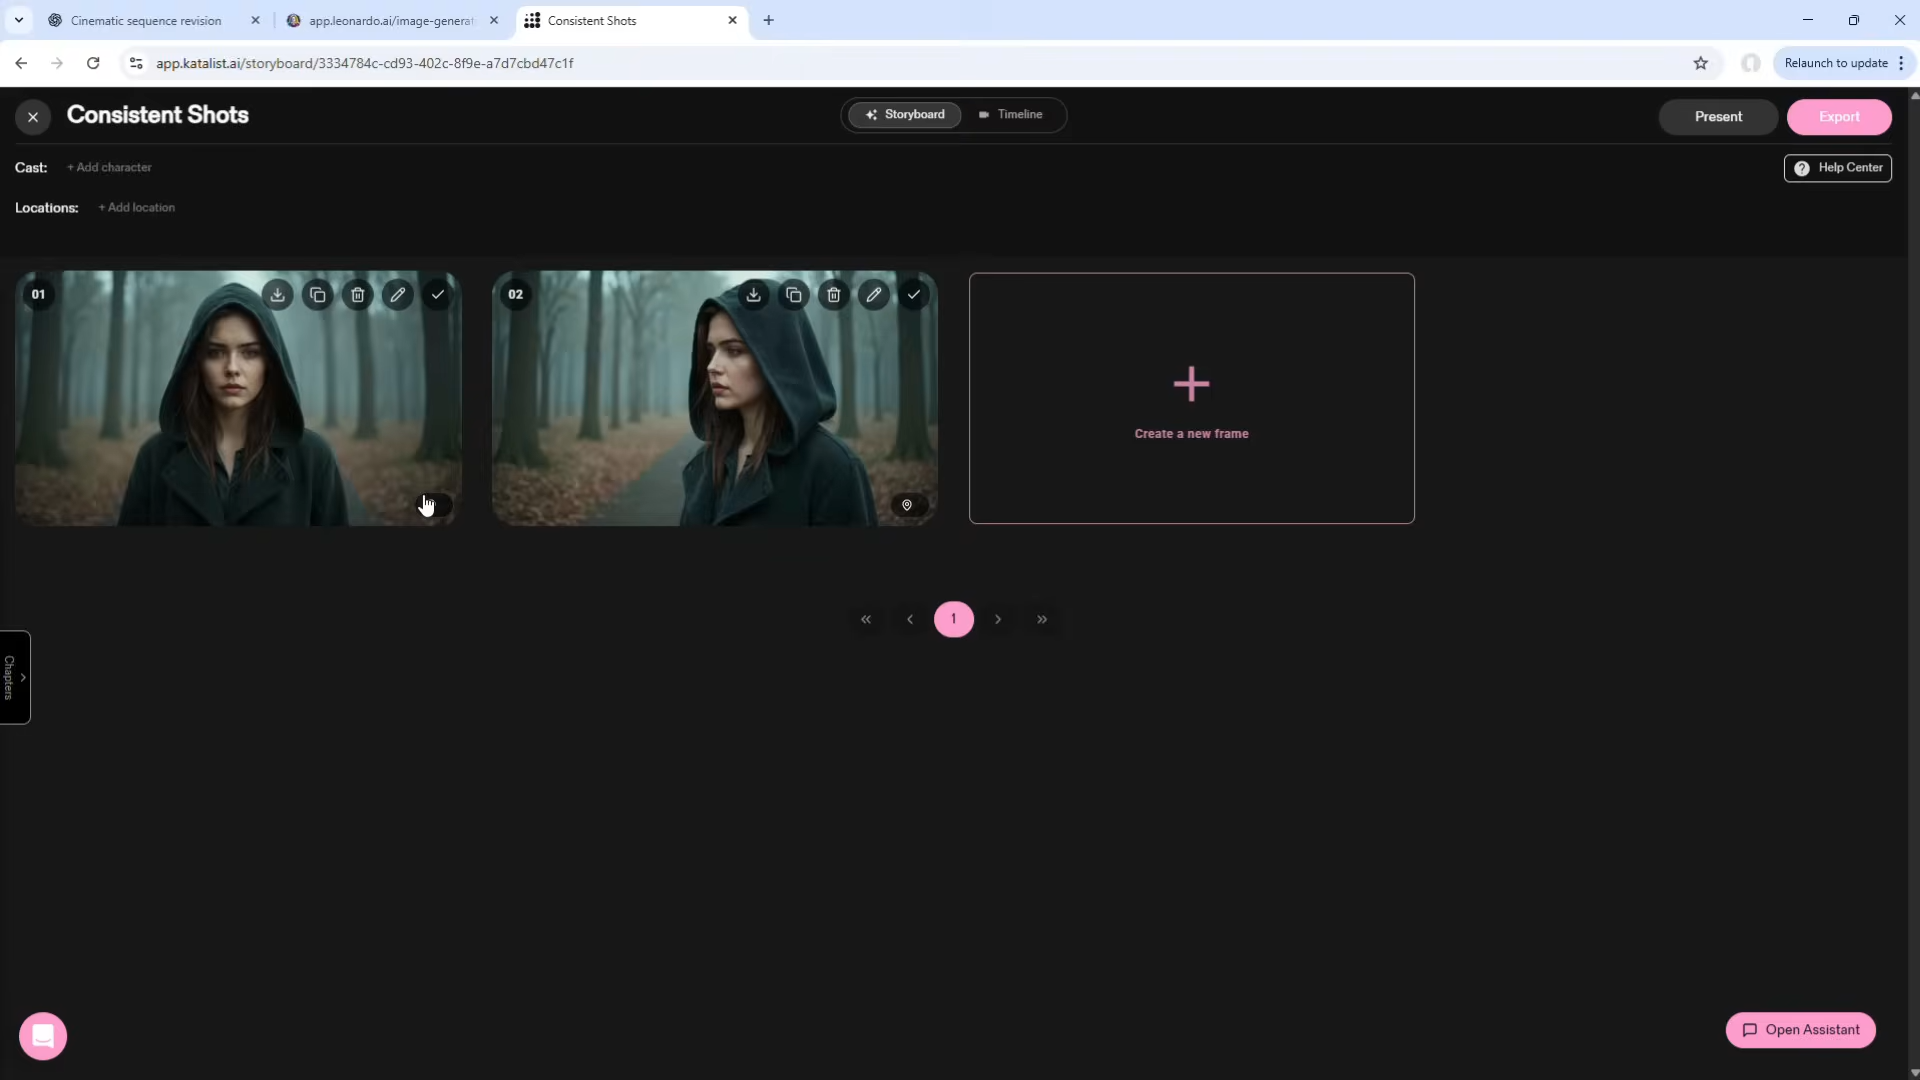 Cinematic sequence revision
app.leonardo.ai/image-generat
Consistent Shots
app.katalist.ai/storyboard/3334784c-cd93-402c-8f9e-a7d7cbd47c1f
Relaunch to update
Consistent Shots
Storyboard
Timeline
Present
Export
Cast:
+ Add character
Help Center
Locations:
+ Add location
01
02
Create a new frame
1
Chapters
Open Assistant